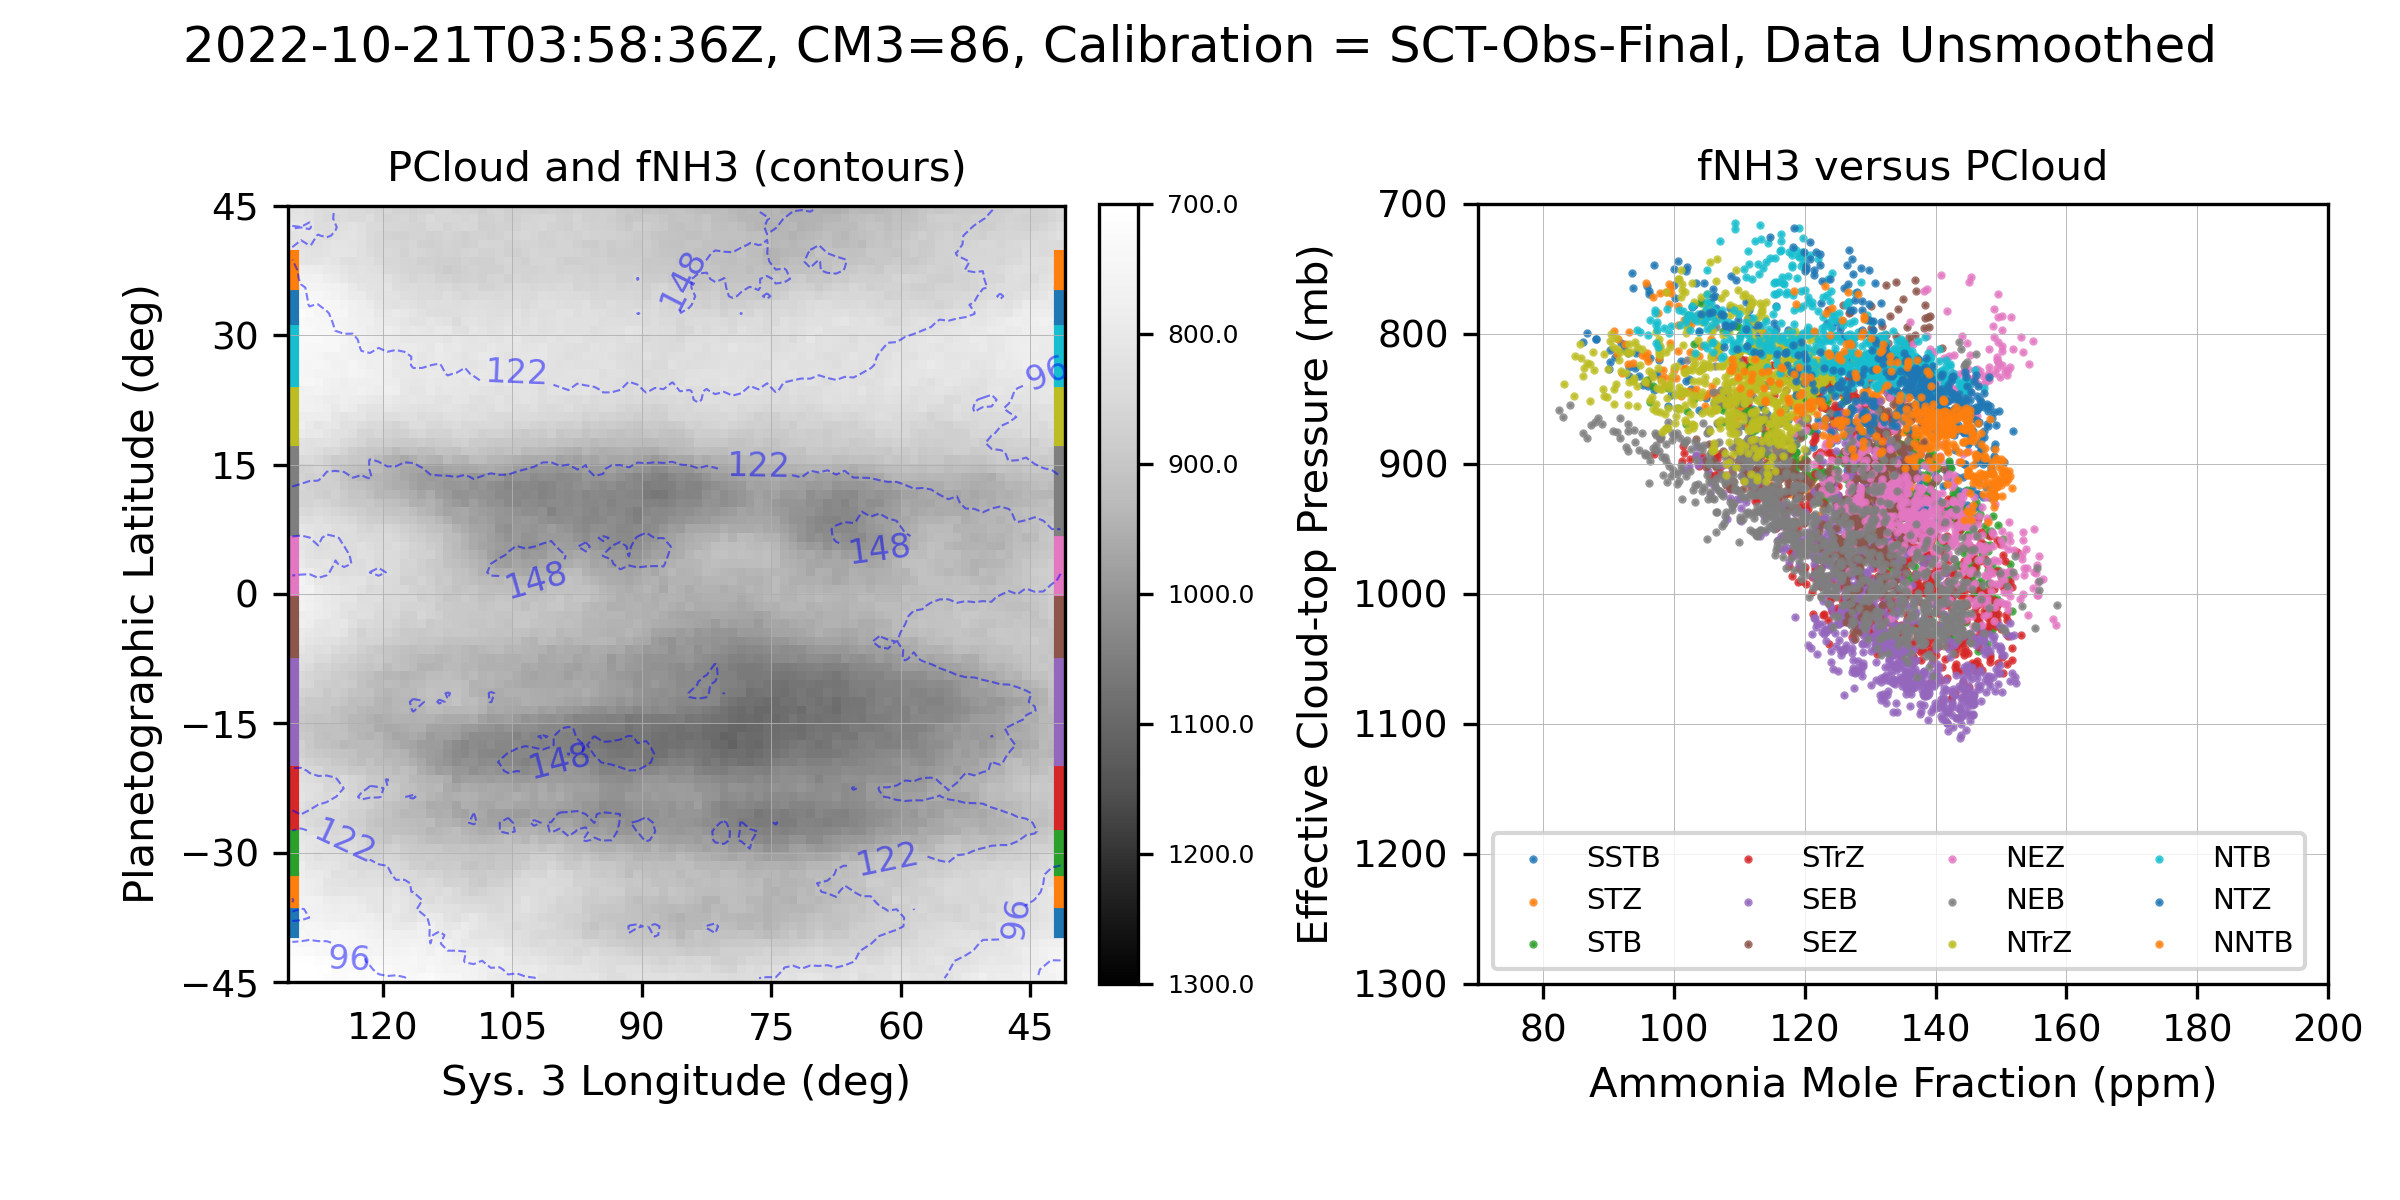 2022-10-21T03:58:36Z, CM3=86, Calibration = SCT-Obs-Final, Data Unsmoothed
PCloud and fNH3 (contours)
Planetographic Latitude (deg)
45
30
15
0
−15
−30
−45
148
122
96
122
148
148
148
122
122
96
96
120
105
90
75
60
45
Sys. 3 Longitude (deg)
700.0
800.0
900.0
1000.0
1100.0
1200.0
1300.0
fNH3 versus PCloud
Effective Cloud-top Pressure (mb)
700
800
900
1000
1100
1200
1300
SSTB
STZ
STB
STrZ
SEB
SEZ
NEZ
NEB
NTrZ
NTB
NTZ
NNTB
80
100
120
140
160
180
200
Ammonia Mole Fraction (ppm)